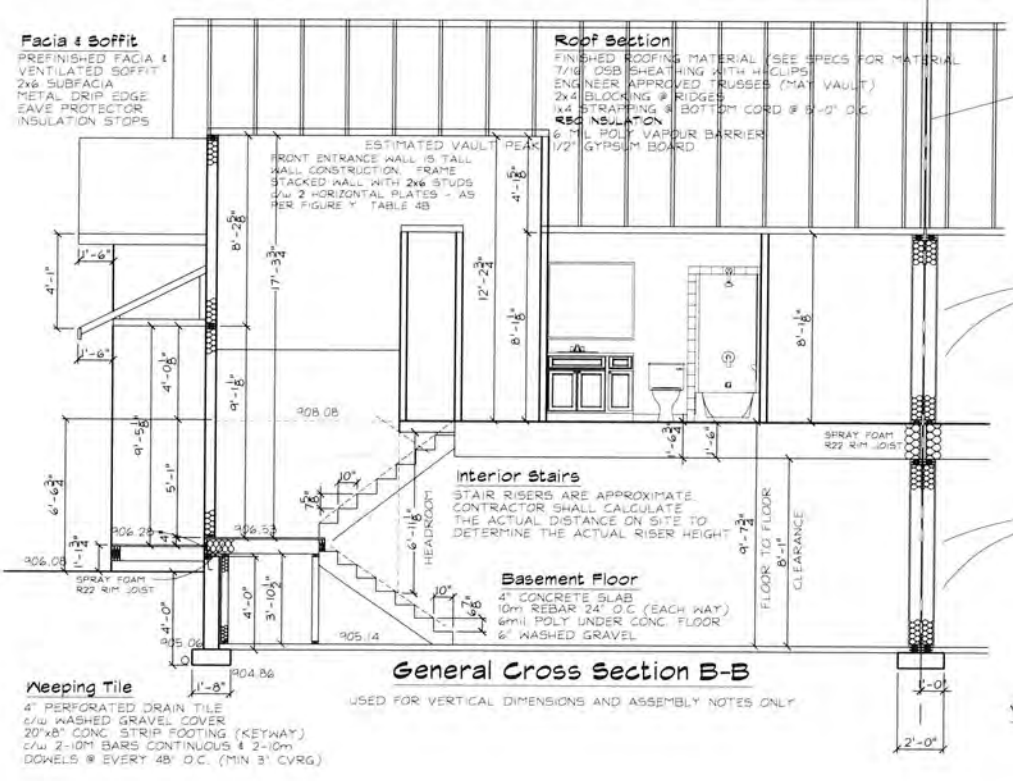 Facia & Soffit
PREFINISHED FACIA &
VENTILATED SOFFIT
2x6 SUBFACIA
METAL DRIP EDGE
EAVE PROTECTOR
INSULATION STOPS
Roof Section
FINISHED ROOFING MATERIAL (SEE SPECS FOR MATERIAL
7/16" OSB SHEATHING WITH H-CLIPS
ENGINEER APPROVED TRUSSES (MAY VAULT)
2x4 BLOCKING @ RIDGES
1x4 STRAPPING @ BOTTOM CORD @ O.C.
R50 INSULATION
6 MIL POLY VAPOUR BARRIER
1/2" GYPSUM BOARD
ESTIMATED VAULT PEAK
FRONT ENTRANCE WALL IS TALL
WALL CONSTRUCTION. FRAME
STACKED WALL WITH 2x6 STUDS
c/w 2 HORIZONTAL PLATES - AS
PER FIGURE Y TABLE 4B
1'-6"
4'-1"
1'-6"
8'-2 5/8"
17'-3 3/4"
12'-2 3/4"
4'-1 5/8"
8'-1 1/8"
8'-1 1/8"
4'-0 1/8"
9'-1 1/8"
9'-5 1/8"
5'-1"
6'-6 3/4"
908.08
1'-6 3/4"
1'-6"
SPRAY FOAM
R22 RIM JOIST
10"
7 5/8"
Interior Stairs
STAIR RISERS ARE APPROXIMATE.
CONTRACTOR SHALL CALCULATE
THE ACTUAL DISTANCE ON SITE TO
DETERMINE THE ACTUAL RISER HEIGHT
6'-11 1/8"
HEADROOM
9'-7 3/4"
FLOOR TO FLOOR
8'-1"
CLEARANCE
906.28
906.53
4"
906.08
1'-1 3/4"
SPRAY FOAM
R22 RIM JOIST
4'-0"
4'-0"
3'-10 1/2"
10"
6 7/8"
Basement Floor
4" CONCRETE SLAB
10m REBAR 24" O.C (EACH WAY)
6mil POLY UNDER CONC. FLOOR
6" WASHED GRAVEL
905.06
905.14
904.86
1'-8"
General Cross Section B-B
USED FOR VERTICAL DIMENSIONS AND ASSEMBLY NOTES ONLY
1'-0"
2'-0"
Weeping Tile
4" PERFORATED DRAIN TILE
c/w WASHED GRAVEL COVER
20"x8" CONC STRIP FOOTING (KEYWAY)
c/w 2-10M BARS CONTINUOUS & 2-10m
DOWELS @ EVERY 48" O.C. (MIN 3" CVRG)